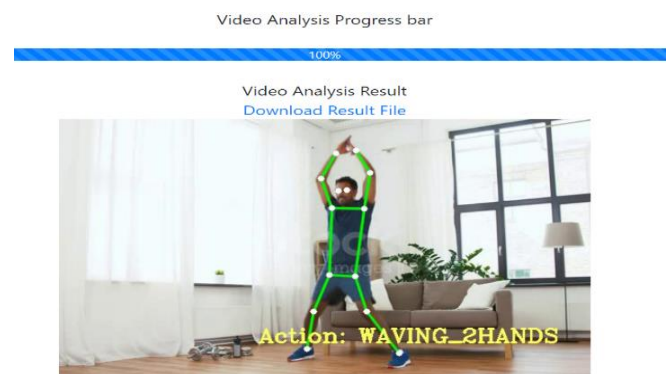 Video Analysis Progress bar
100%
Video Analysis Result
Download Result File
Action: WAVING_2HANDS